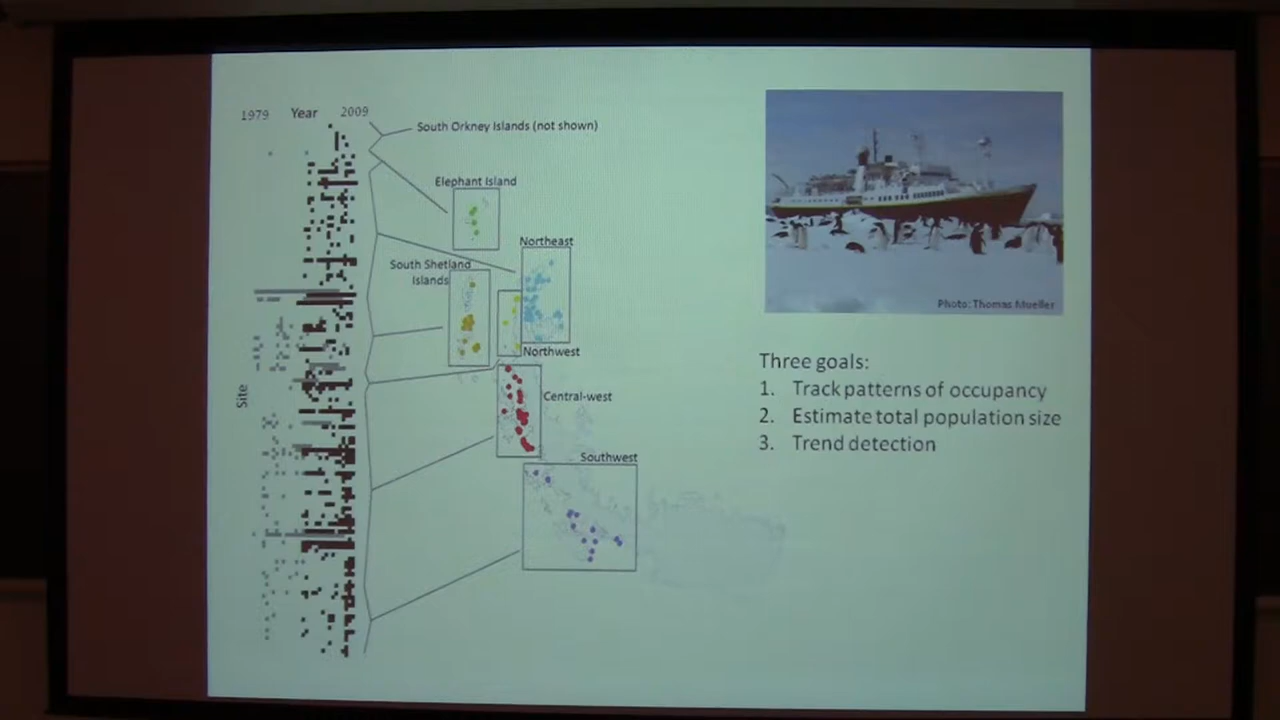 1979 Year 2009
South Orkney Islands (not shown)
Elephant Island
Northeast
South Shetland
Islands
Northwest
Central-west
Southwest
Site
Photo: Thomas Mueller
Three goals:
1. Track patterns of occupancy
2. Estimate total population size
3. Trend detection